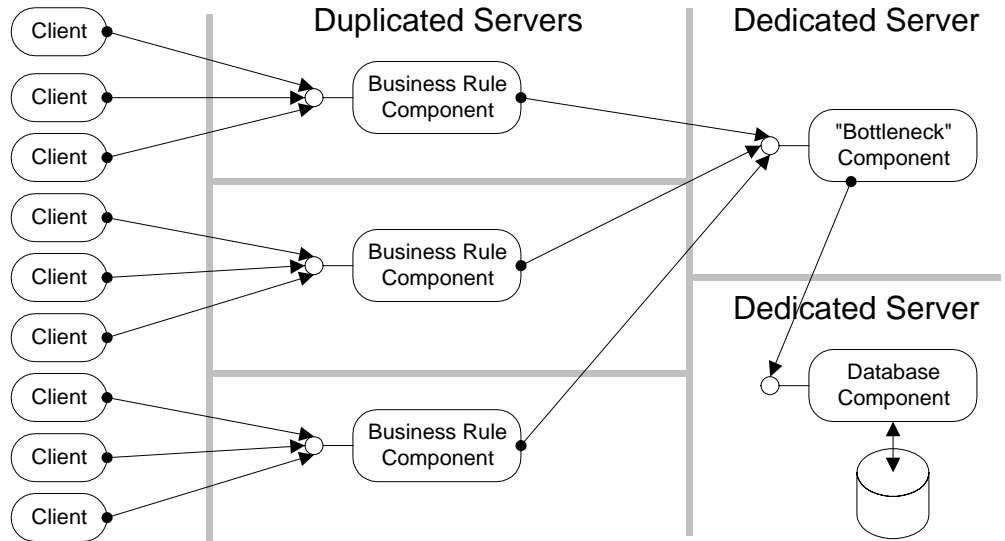 Duplicated Servers
Dedicated Server
Client
Client
Client
Client
Client
Client
Client
Client
Client
Business Rule
Component
Business Rule
Component
Business Rule
Component
"Bottleneck"
Component
Dedicated Server
Database
Component